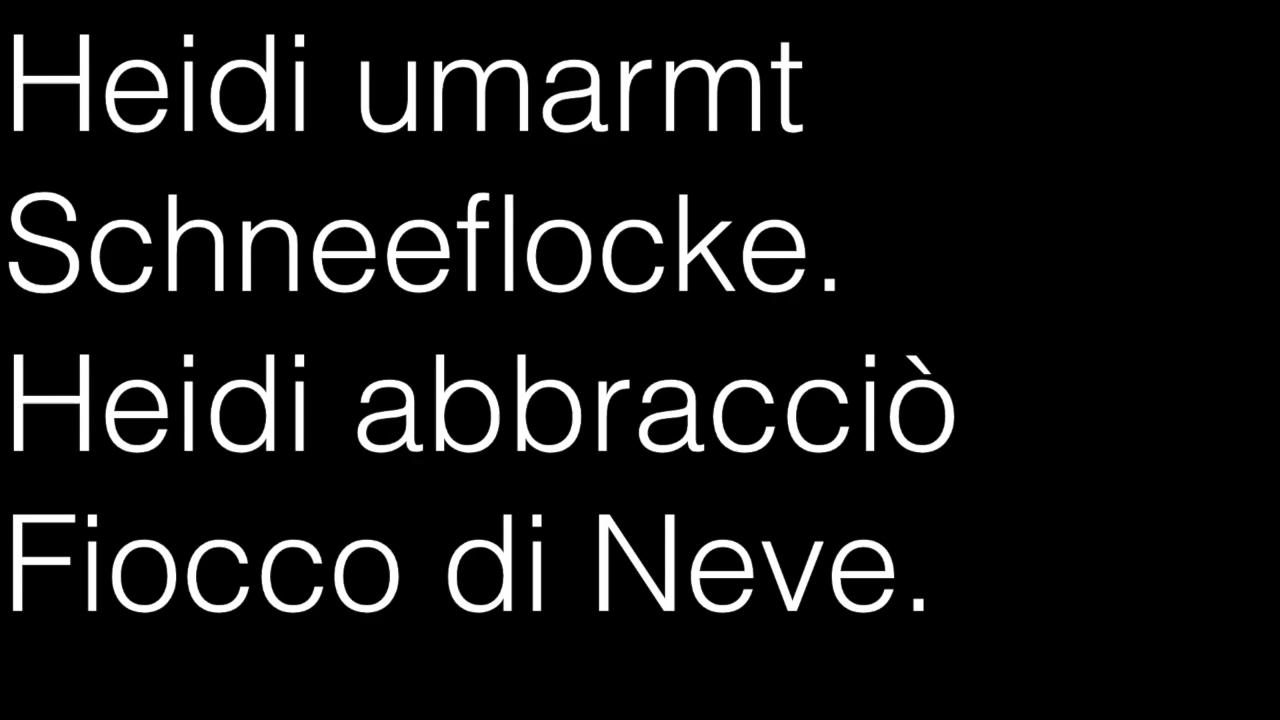 Heidi umarmt
Schneeflocke.
Heidi abbracciò
Fiocco di Neve.